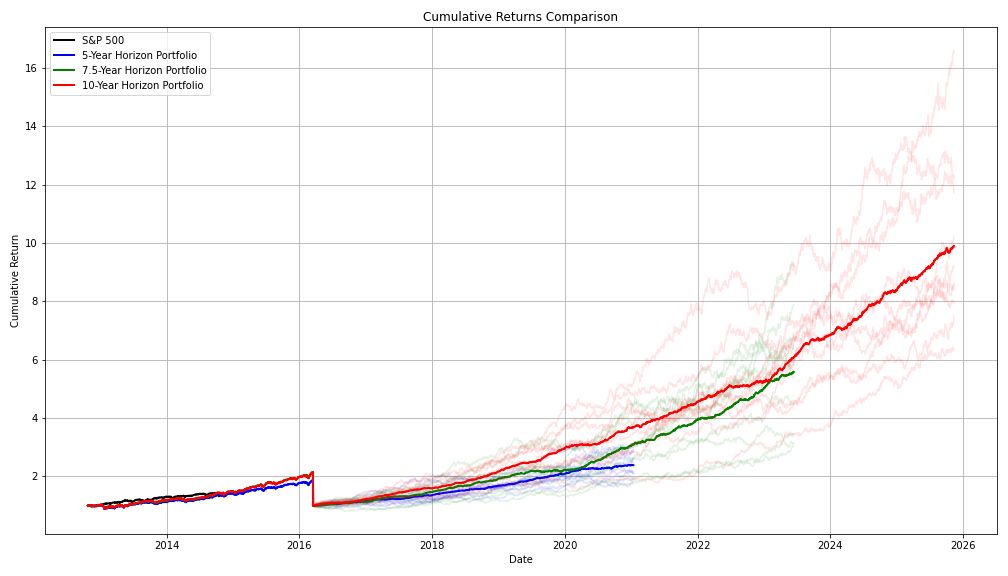 Cumulative Returns Comparison
S&P 500
5-Year Horizon Portfolio
7.5-Year Horizon Portfolio
10-Year Horizon Portfolio
Cumulative Return
16
14
12
10
8
6
4
2
2014
2016
2018
2020
2022
2024
2026
Date